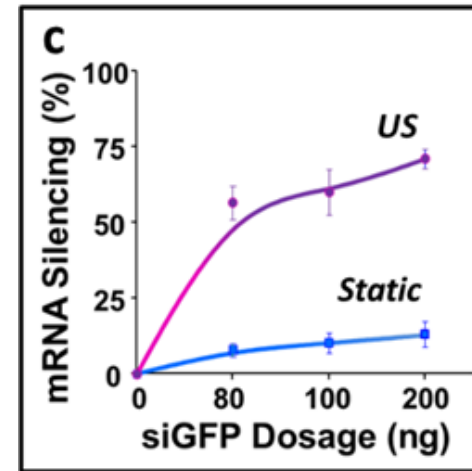 C
mRNA Silencing (%)
100
75
50
25
0
US
Static
0 80 100 200
siGFP Dosage (ng)